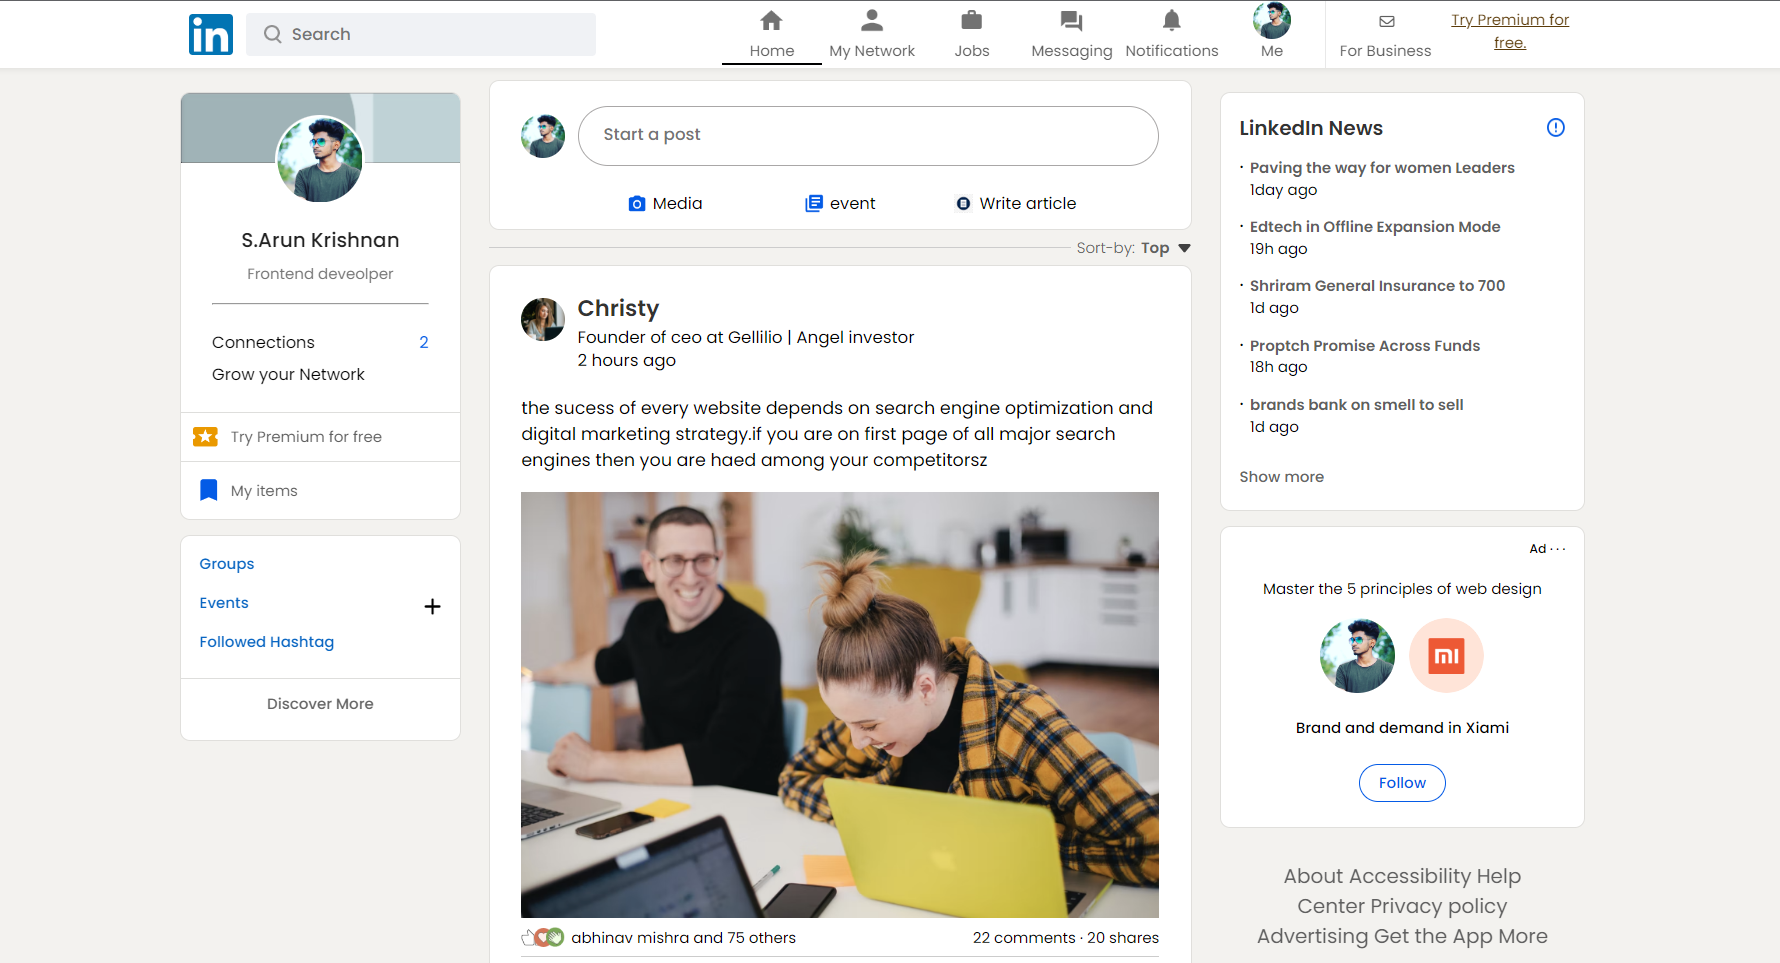 in
Search
Home
My Network
Jobs
Messaging
Notifications
Me
For Business
Try Premium for
free.
S.Arun Krishnan
Frontend deveolper
Connections 2
Grow your Network
Try Premium for free
My items
Groups
Events
Followed Hashtag
Discover More
Start a post
Media
event
Write article
Sort-by: Top
Christy
Founder of ceo at Gellilio | Angel investor
2 hours ago
the sucess of every website depends on search engine optimization and
digital marketing strategy.if you are on first page of all major search
engines then you are haed among your competitorsz
abhinav mishra and 75 others
22 comments · 20 shares
LinkedIn News
· Paving the way for women Leaders
1day ago
· Edtech in Offline Expansion Mode
19h ago
· Shriram General Insurance to 700
1d ago
· Proptch Promise Across Funds
18h ago
· brands bank on smell to sell
1d ago
Show more
Ad · · ·
Master the 5 principles of web design
mi
Brand and demand in Xiami
Follow
About Accessibility Help
Center Privacy policy
Advertising Get the App More